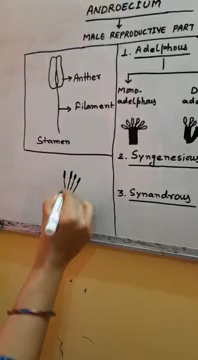 ANDROECIUM
MALE REPRODUCTIVE PART
Anther
Filament
Stamen
1. Adelphous
Mono-
adelphous
2. Syngenesious
3. Synandrous